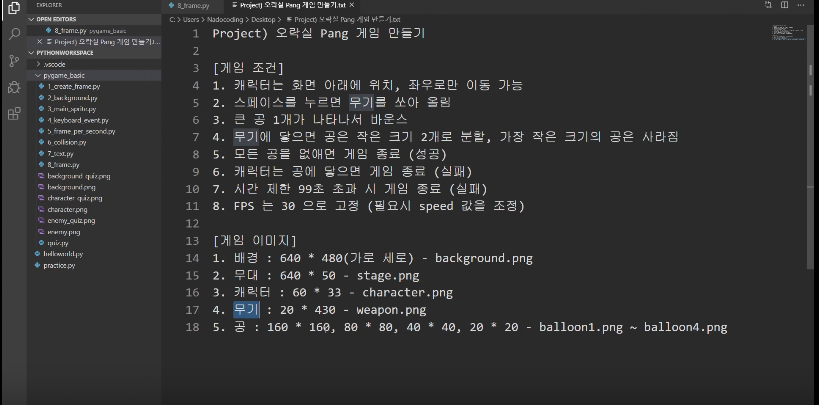 EXPLORER
OPEN EDITORS
8_frame.py pygame_basic
Project) 오락실 Pang 게임 만들기.t...
PYTHONWORKSPACE
.vscode
pygame_basic
1_create_frame.py
2_background.py
3_main_sprite.py
4_keyboard_event.py
5_frame_per_second.py
6_collision.py
7_text.py
8_frame.py
background_quiz.png
background.png
character_quiz.png
character.png
enemy_quiz.png
enemy.png
quiz.py
helloworld.py
practice.py
8_frame.py
Project) 오락실 Pang 게임 만들기.txt
C: > Users > Nadocoding > Desktop > Project) 오락실 Pang 게임 만들기.txt
1 Project) 오락실 Pang 게임 만들기
2
3 [게임 조건]
4 1. 캐릭터는 화면 아래에 위치, 좌우로만 이동 가능
5 2. 스페이스를 누르면 무기를 쏘아 올림
6 3. 큰 공 1개가 나타나서 바운스
7 4. 무기에 닿으면 공은 작은 크기 2개로 분할, 가장 작은 크기의 공은 사라짐
8 5. 모든 공을 없애면 게임 종료 (성공)
9 6. 캐릭터는 공에 닿으면 게임 종료 (실패)
10 7. 시간 제한 99초 초과 시 게임 종료 (실패)
11 8. FPS 는 30 으로 고정 (필요시 speed 값을 조정)
12
13 [게임 이미지]
14 1. 배경 : 640 * 480(가로 세로) - background.png
15 2. 무대 : 640 * 50 - stage.png
16 3. 캐릭터 : 60 * 33 - character.png
17 4. 무기 : 20 * 430 - weapon.png
18 5. 공 : 160 * 160, 80 * 80, 40 * 40, 20 * 20 - balloon1.png ~ balloon4.png